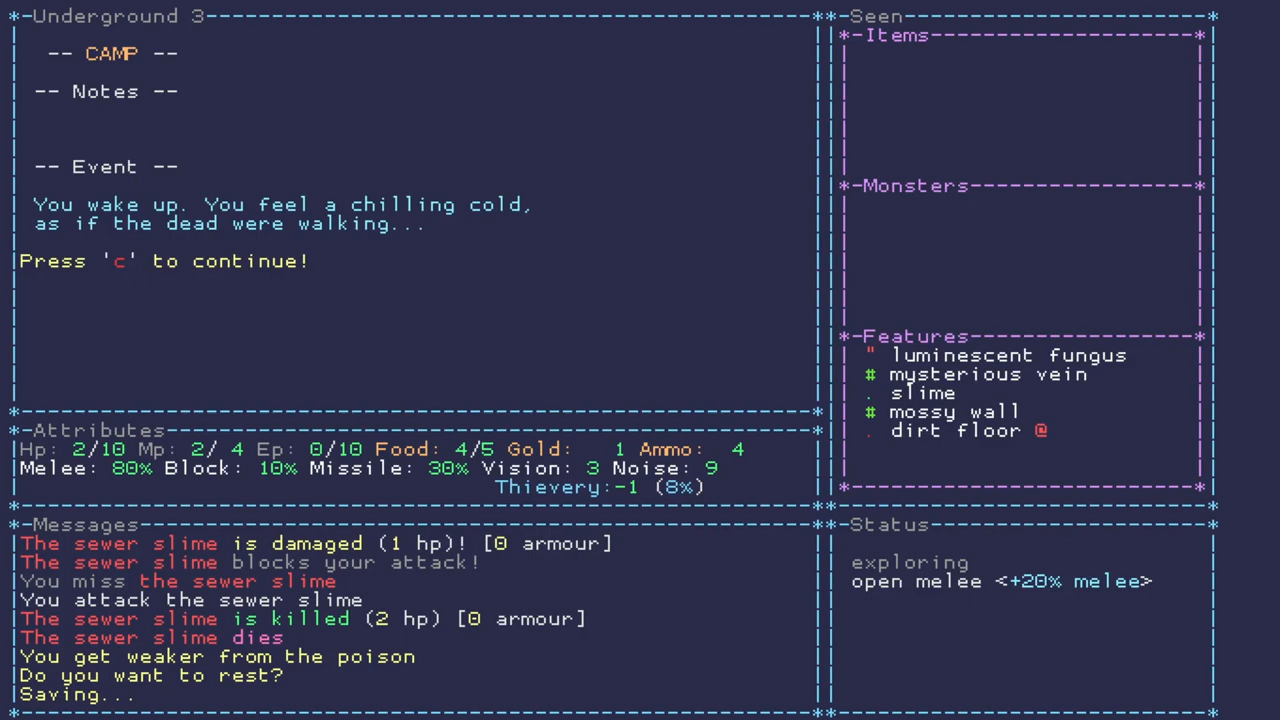 Underground 3
-- CAMP --
-- Notes --
-- Event --
You wake up. You feel a chilling cold,
as if the dead were walking...
Press 'c' to continue!
Seen
Items
Monsters
Features
" luminescent fungus
# mysterious vein
. slime
# mossy wall
. dirt floor @
Attributes
Hp: 2/10 Mp: 2/ 4 Ep: 0/10 Food: 4/5 Gold: 1 Ammo: 4
Melee: 80% Block: 10% Missile: 30% Vision: 3 Noise: 9
Thievery:-1 (8%)
Messages
The sewer slime is damaged (1 hp)! [0 armour]
The sewer slime blocks your attack!
You miss the sewer slime
You attack the sewer slime
The sewer slime is killed (2 hp) [0 armour]
The sewer slime dies
You get weaker from the poison
Do you want to rest?
Saving...
Status
exploring
open melee <+20% melee>